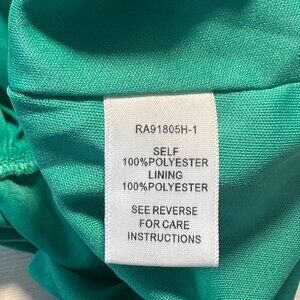 RA91805H-1
SELF
100%POLYESTER
LINING
100%POLYESTER
SEE REVERSE
FOR CARE
INSTRUCTIONS